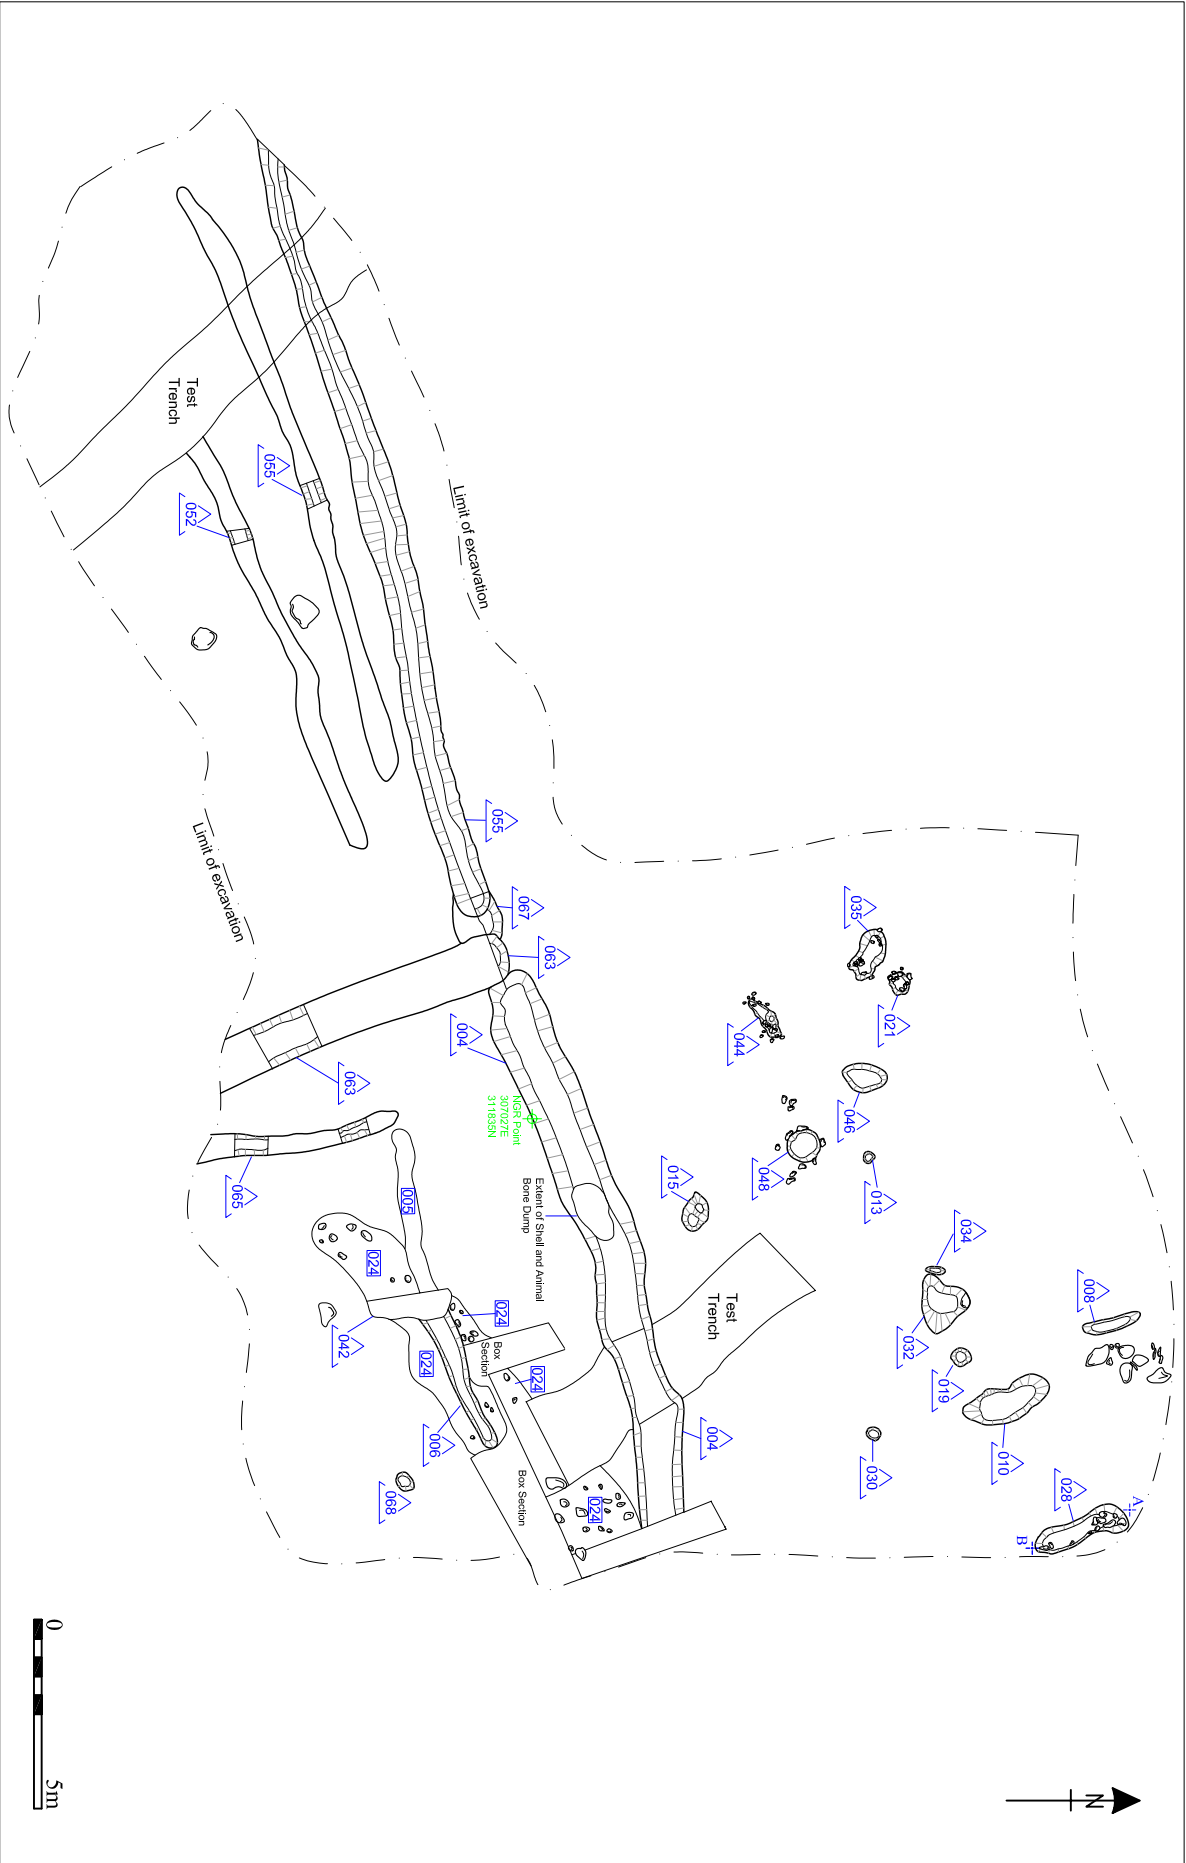 Limit of excavation
A
B
008
028
010
034
032
019
030
013
035
021
046
044
048
015
Test
Trench
004
055
067
063
004
NGR Point
307027E
311835N
Extent of Shell and Animal
Bone Dump
Test
Trench
055
052
Limit of excavation
063
065
005
024
042
024
Box
Section
024
024
006
068
Box Section
024
0
5m
N